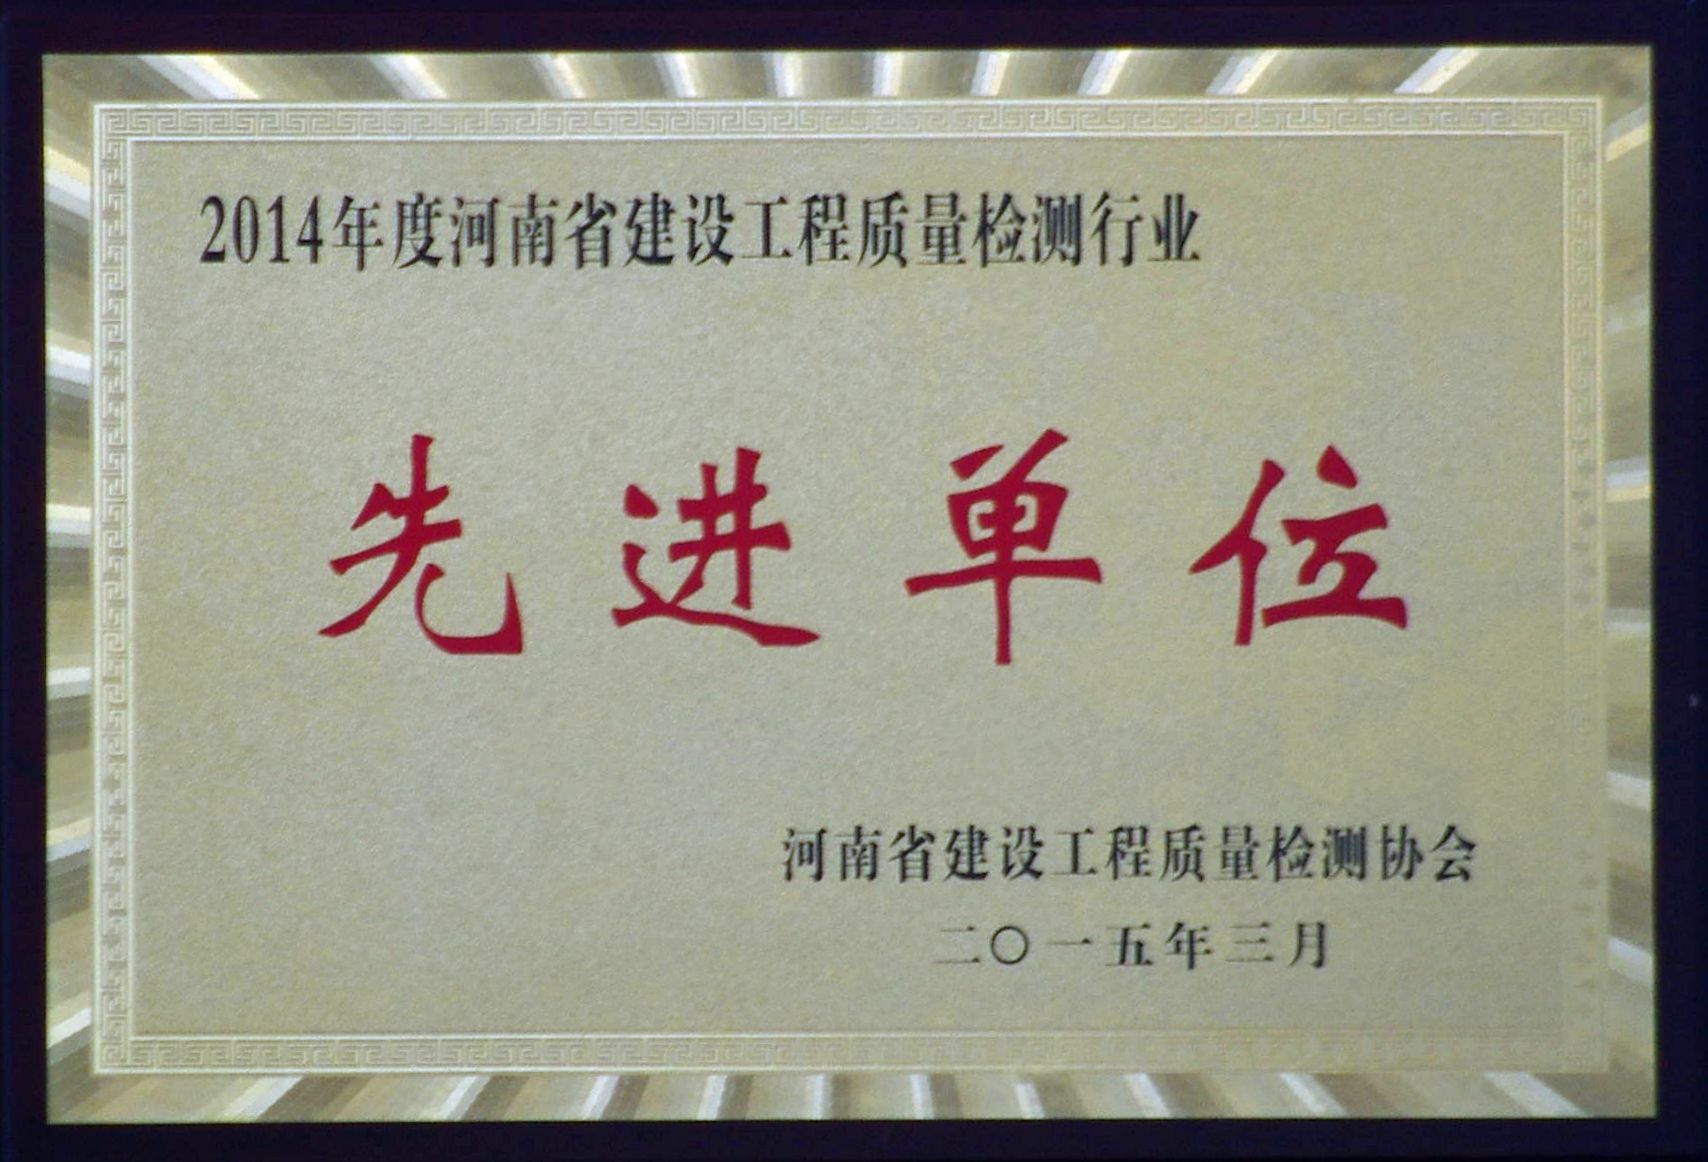 2014年度河南省建设工程质量检测行业
先进单位
河南省建设工程质量检测协会
二〇一五年三月